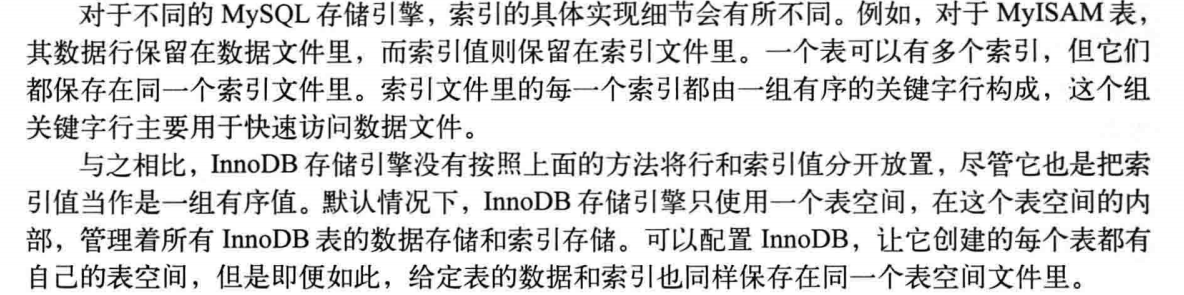 对于不同的 MySQL 存储引擎，索引的具体实现细节会有所不同。例如，对于 MyISAM 表，
其数据行保留在数据文件里，而索引值则保留在索引文件里。一个表可以有多个索引，但它们
都保存在同一个索引文件里。索引文件里的每一个索引都由一组有序的关键字行构成，这个组
关键字行主要用于快速访问数据文件。
与之相比，InnoDB 存储引擎没有按照上面的方法将行和索引值分开放置，尽管它也是把索
引值当作是一组有序值。默认情况下，InnoDB 存储引擎只使用一个表空间，在这个表空间的内
部，管理着所有 InnoDB 表的数据存储和索引存储。可以配置 InnoDB，让它创建的每个表都有
自己的表空间，但是即便如此，给定表的数据和索引也同样保存在同一个表空间文件里。